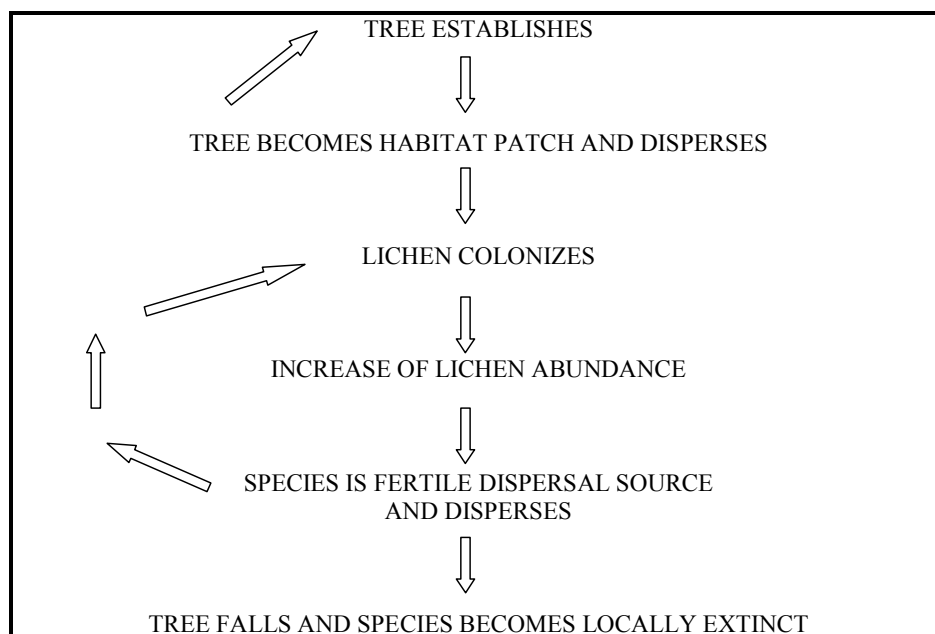 TREE ESTABLISHES
TREE BECOMES HABITAT PATCH AND DISPERSES
LICHEN COLONIZES
INCREASE OF LICHEN ABUNDANCE
SPECIES IS FERTILE DISPERSAL SOURCE
AND DISPERSES
TREE FALLS AND SPECIES BECOMES LOCALLY EXTINCT